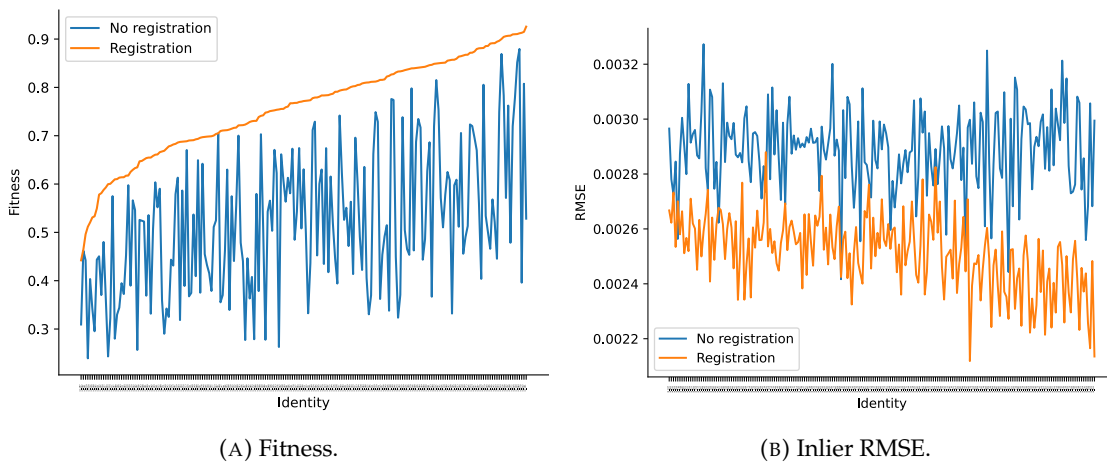 No registration
Registration
0.9
0.8
0.7
0.6
0.5
0.4
0.3
Fitness
Identity
(A) Fitness.
0.0032
0.0030
0.0028
0.0026
0.0024
0.0022
RMSE
No registration
Registration
Identity
(B) Inlier RMSE.